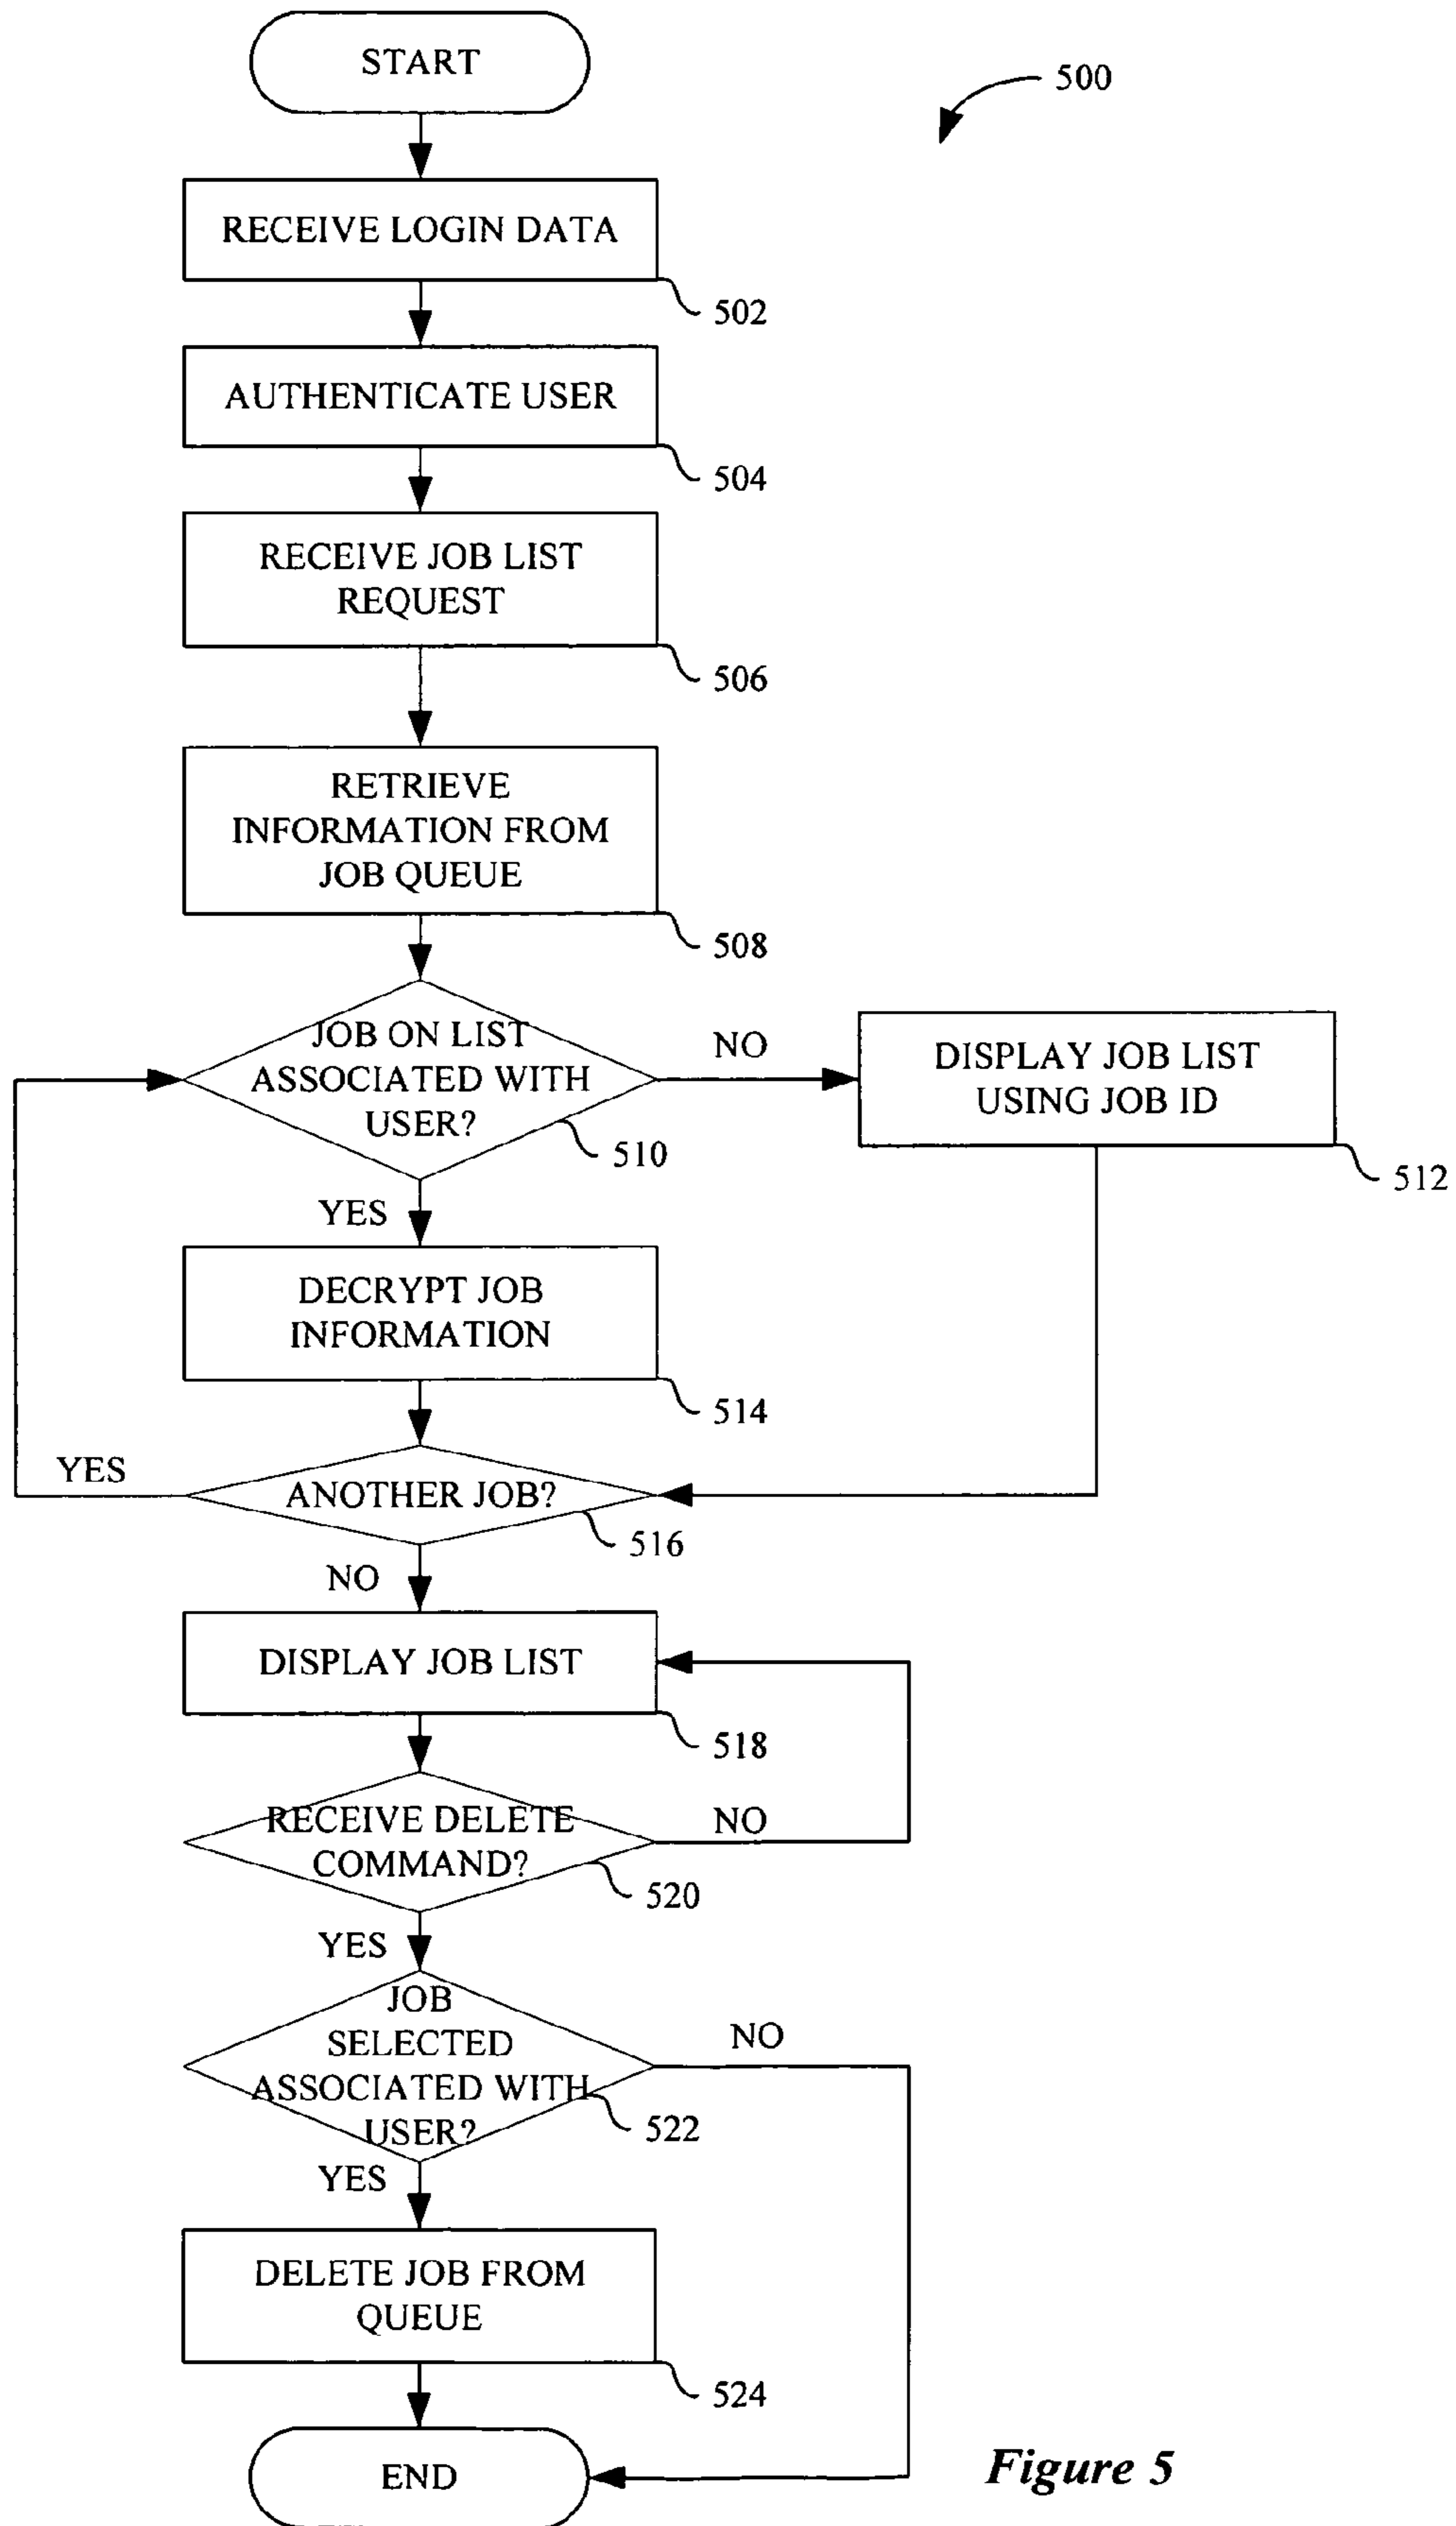 START
500
RECEIVE LOGIN DATA
502
AUTHENTICATE USER
504
RECEIVE JOB LIST
REQUEST
506
RETRIEVE
INFORMATION FROM
JOB QUEUE
508
JOB ON LIST
ASSOCIATED WITH
USER?
510
NO
DISPLAY JOB LIST
USING JOB ID
512
YES
DECRYPT JOB
INFORMATION
514
YES
ANOTHER JOB?
516
NO
DISPLAY JOB LIST
518
RECEIVE DELETE
COMMAND?
520
NO
YES
JOB
SELECTED
ASSOCIATED WITH
USER?
522
NO
YES
DELETE JOB FROM
QUEUE
524
END
Figure 5